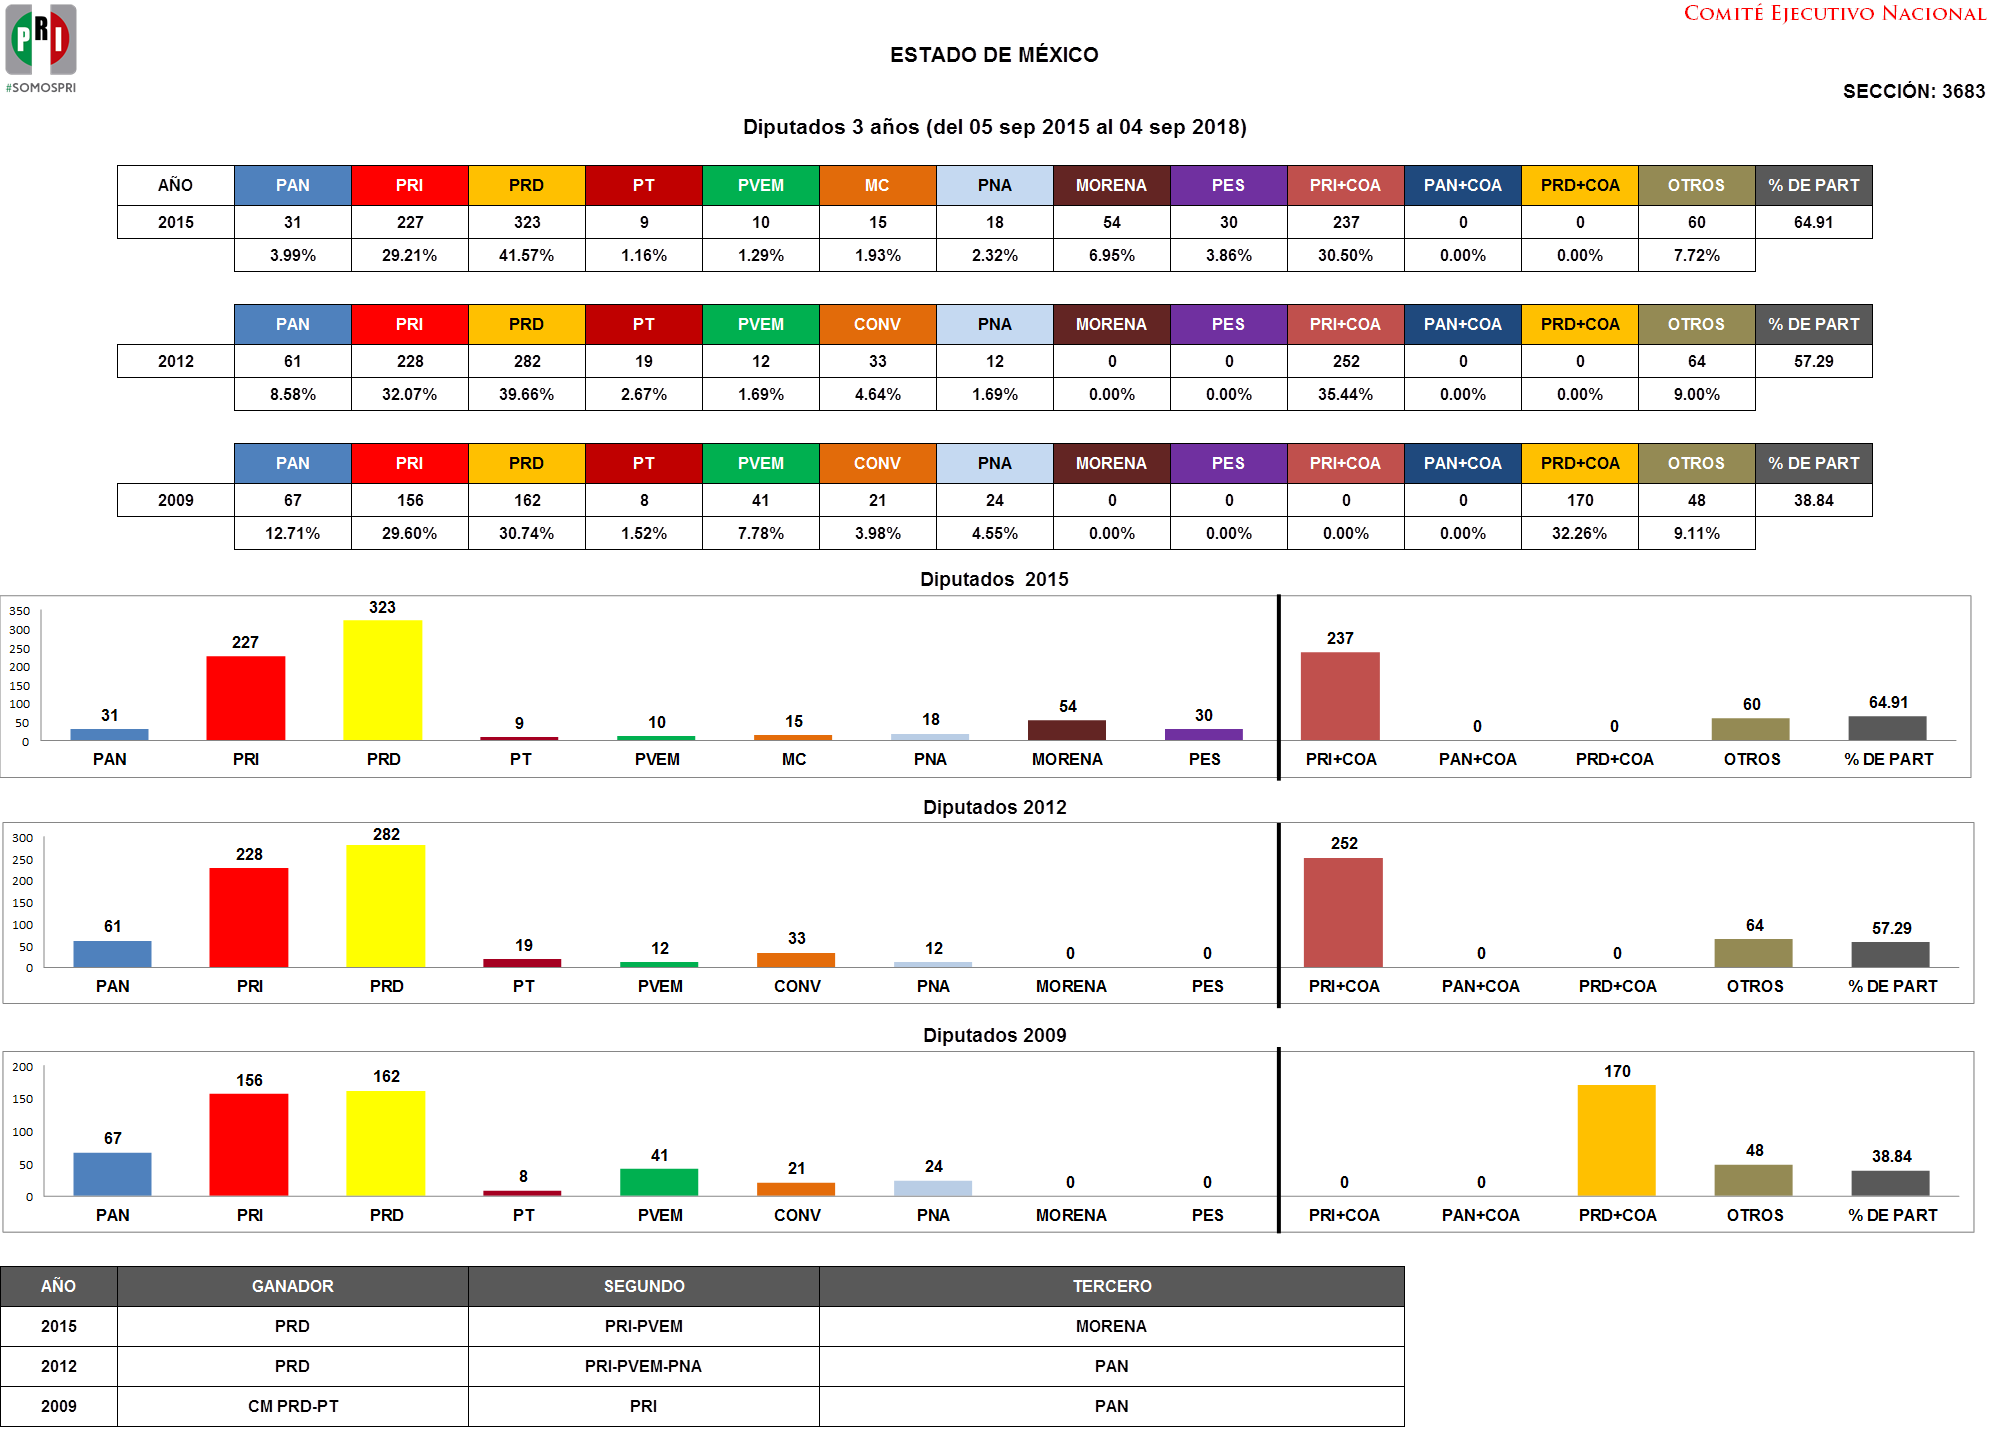 PRI
#SOMOSPRI
COMITÉ EJECUTIVO NACIONAL
ESTADO DE MÉXICO
SECCIÓN: 3683
Diputados 3 años (del 05 sep 2015 al 04 sep 2018)
AÑO PAN PRI PRD PT PVEM MC PNA MORENA PES PRI+COA PAN+COA PRD+COA OTROS % DE PART
2015 31 227 323 9 10 15 18 54 30 237 0 0 60 64.91
3.99% 29.21% 41.57% 1.16% 1.29% 1.93% 2.32% 6.95% 3.86% 30.50% 0.00% 0.00% 7.72%
PAN PRI PRD PT PVEM CONV PNA MORENA PES PRI+COA PAN+COA PRD+COA OTROS % DE PART
2012 61 228 282 19 12 33 12 0 0 252 0 0 64 57.29
8.58% 32.07% 39.66% 2.67% 1.69% 4.64% 1.69% 0.00% 0.00% 35.44% 0.00% 0.00% 9.00%
PAN PRI PRD PT PVEM CONV PNA MORENA PES PRI+COA PAN+COA PRD+COA OTROS % DE PART
2009 67 156 162 8 41 21 24 0 0 0 0 170 48 38.84
12.71% 29.60% 30.74% 1.52% 7.78% 3.98% 4.55% 0.00% 0.00% 0.00% 0.00% 32.26% 9.11%
Diputados 2015
350
300
250
200
150
100
50
0
31 227 323 9 10 15 18 54 30 237 0 0 60 64.91
PAN PRI PRD PT PVEM MC PNA MORENA PES PRI+COA PAN+COA PRD+COA OTROS % DE PART
Diputados 2012
300
250
200
150
100
50
0
61 228 282 19 12 33 12 0 0 252 0 0 64 57.29
PAN PRI PRD PT PVEM CONV PNA MORENA PES PRI+COA PAN+COA PRD+COA OTROS % DE PART
Diputados 2009
200
150
100
50
0
67 156 162 8 41 21 24 0 0 0 0 170 48 38.84
PAN PRI PRD PT PVEM CONV PNA MORENA PES PRI+COA PAN+COA PRD+COA OTROS % DE PART
AÑO GANADOR SEGUNDO TERCERO
2015 PRD PRI-PVEM MORENA
2012 PRD PRI-PVEM-PNA PAN
2009 CM PRD-PT PRI PAN